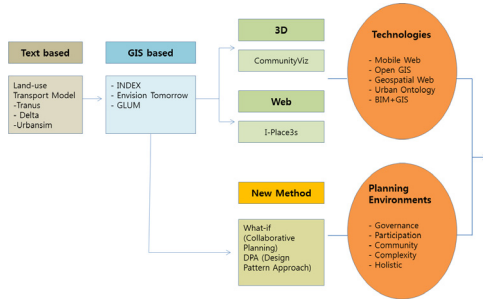 Text based
Land-use
Transport Model
-Tranus
- Delta
-Urbansim
GIS based
- INDEX
- Envision Tomorrow
- GLUM
3D
CommunityViz
Web
I-Place3s
New Method
What-if
(Collaborative
Planning)
DPA (Design
Pattern Approach)
Technologies
- Mobile Web
- Open GIS
- Geospatial Web
- Urban Ontology
- BIM+GIS
Planning
Environments
- Governance
- Participation
- Community
- Complexity
- Holistic